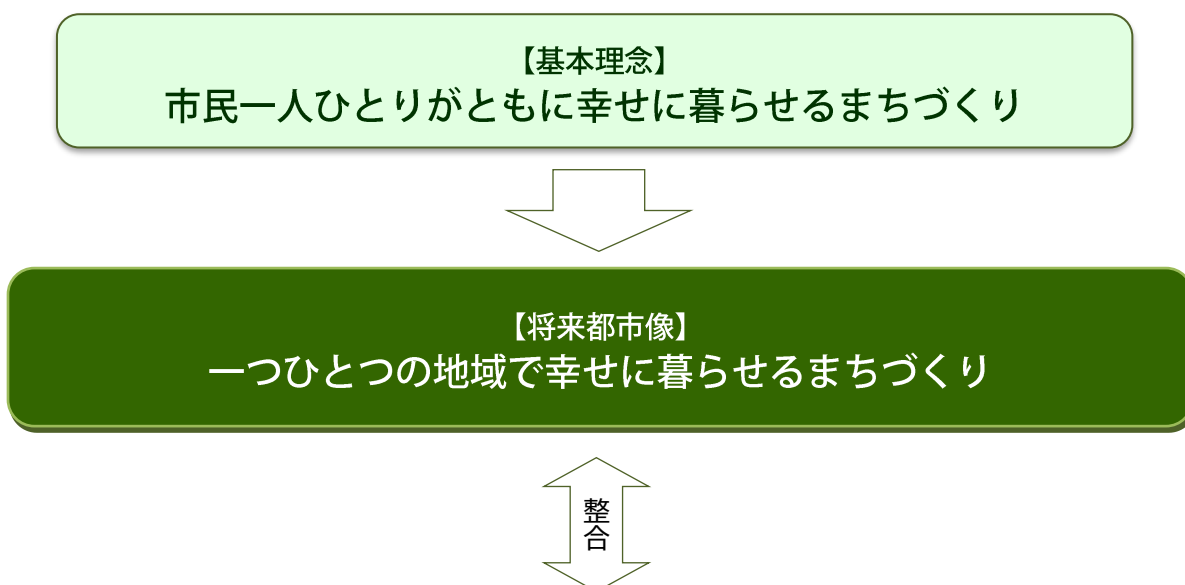 【基本理念】
市民一人ひとりがともに幸せに暮らせるまちづくり
【将来都市像】
一つひとつの地域で幸せに暮らせるまちづくり
整合